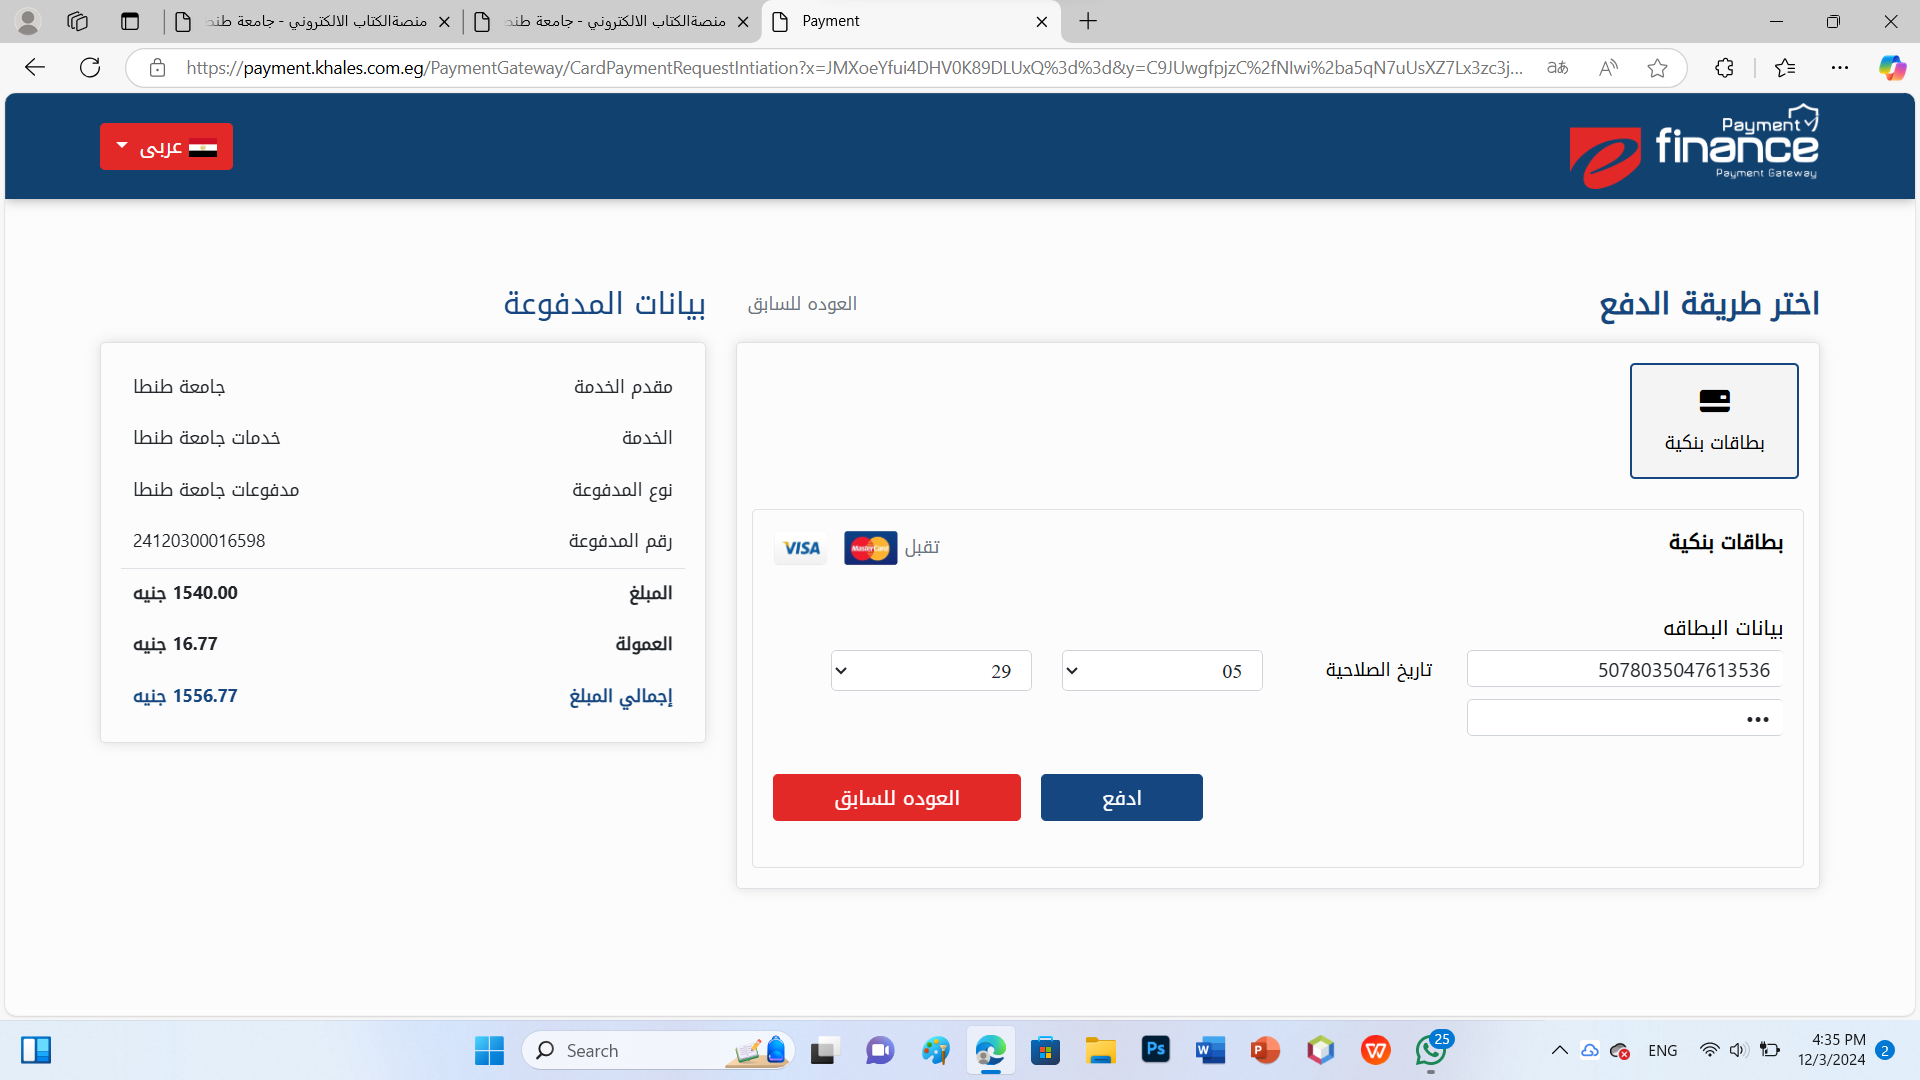 منصةالكتاب الالكتروني - جامعة طنط
منصةالكتاب الالكتروني - جامعة طنط
Payment
https://payment.khales.com.eg/PaymentGateway/CardPaymentRequestIntiation?x=JMXoeYfui4DHV0K89DLUxQ%3d%3d&y=C9JUwgfpjzC%2fNIwi%2ba5qN7uUsXZ7Lx3zc3j...
عربى
Payment
finance
Payment Gateway
اختر طريقة الدفع
العوده للسابق
بطاقات بنكية
بطاقات بنكية
تقبل
MasterCard
VISA
بيانات البطاقه
5078035047613536
تاريخ الصلاحية
05
29
•••
ادفع
العوده للسابق
بيانات المدفوعة
مقدم الخدمة جامعة طنطا
الخدمة خدمات جامعة طنطا
نوع المدفوعة مدفوعات جامعة طنطا
رقم المدفوعة 24120300016598
المبلغ 1540.00 جنيه
العمولة 16.77 جنيه
إجمالي المبلغ 1556.77 جنيه
Search
Ps
W
P
W
25
ENG
4:35 PM
12/3/2024
2